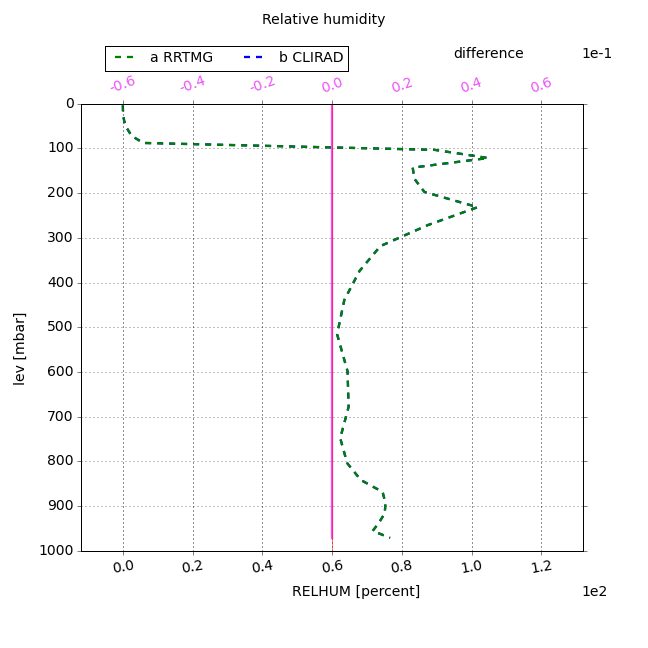 Relative humidity
a RRTMG b CLIRAD difference 1e-1
-0.6 -0.4 -0.2 0.0 0.2 0.4 0.6
0
100
200
300
400
500
600
700
800
900
1000
lev [mbar]
0.0 0.2 0.4 0.6 0.8 1.0 1.2
RELHUM [percent] 1e2